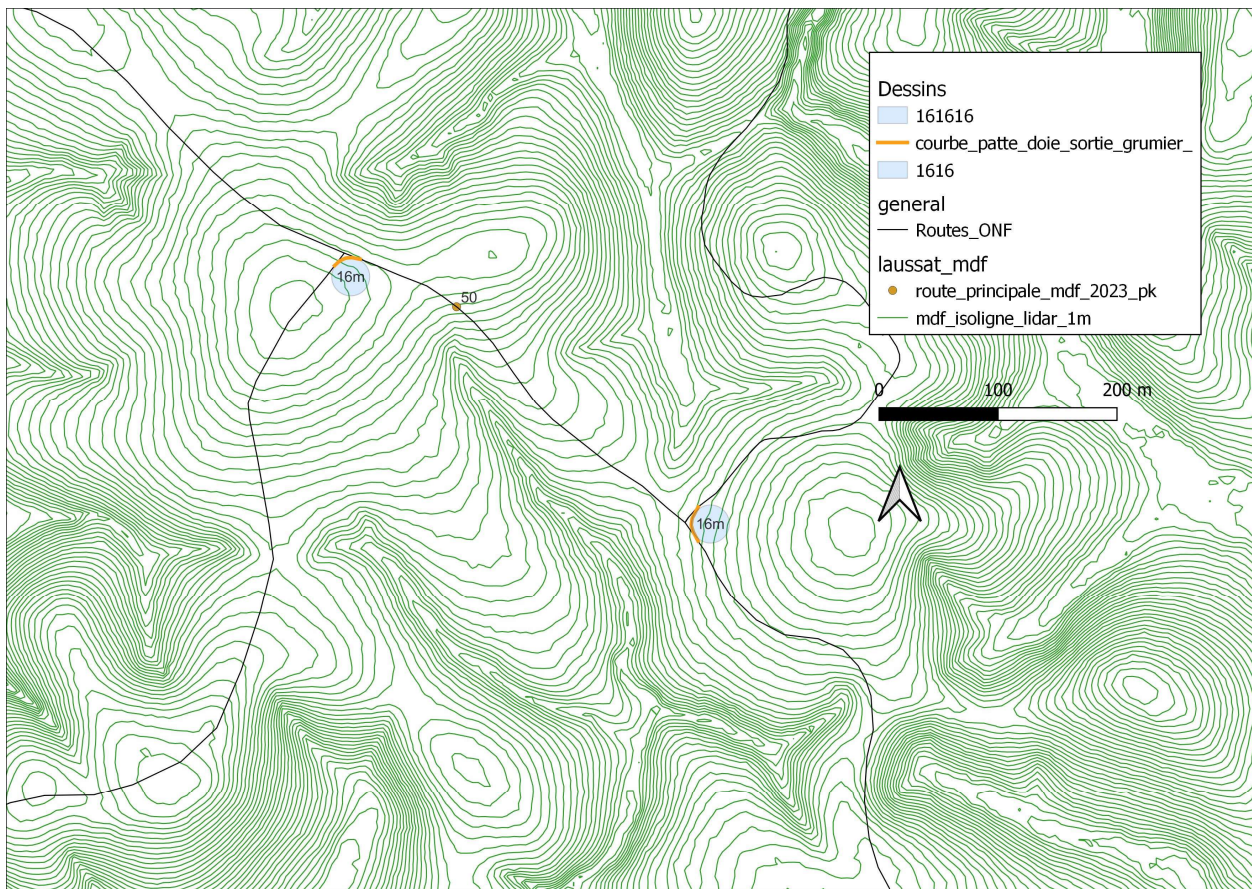 Dessins
161616
courbe_patte_doie_sortie_grumier_
1616
general
Routes_ONF
laussat_mdf
route_principale_mdf_2023_pk
mdf_isoligne_lidar_1m
16m
50
0 100 200 m
16m